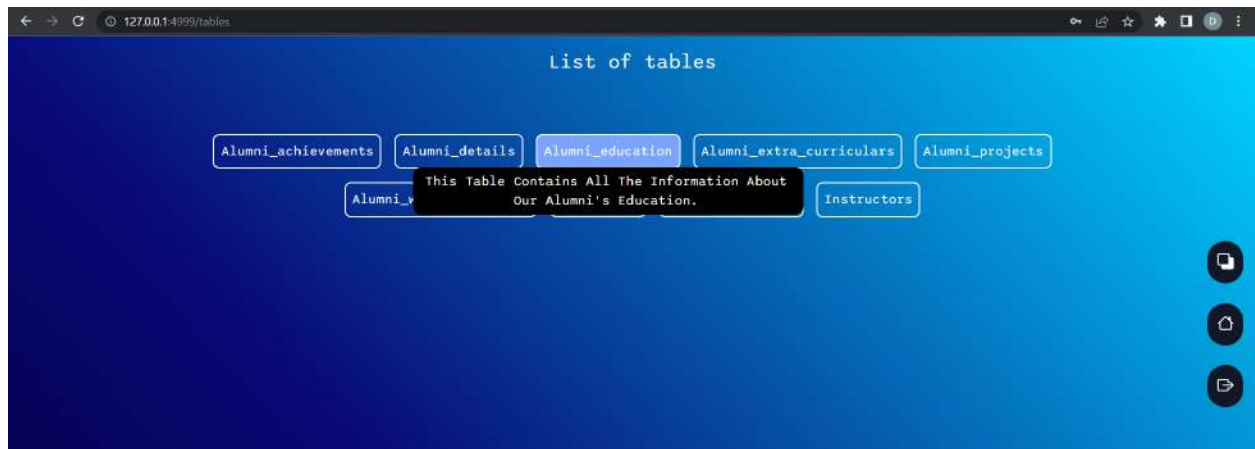 127.0.0.1:4999/tables
D
List of tables
Alumni_achievements Alumni_details Alumni_education Alumni_extra_curriculars Alumni_projects
This Table Contains All The Information About
Our Alumni's Education.
Instructors